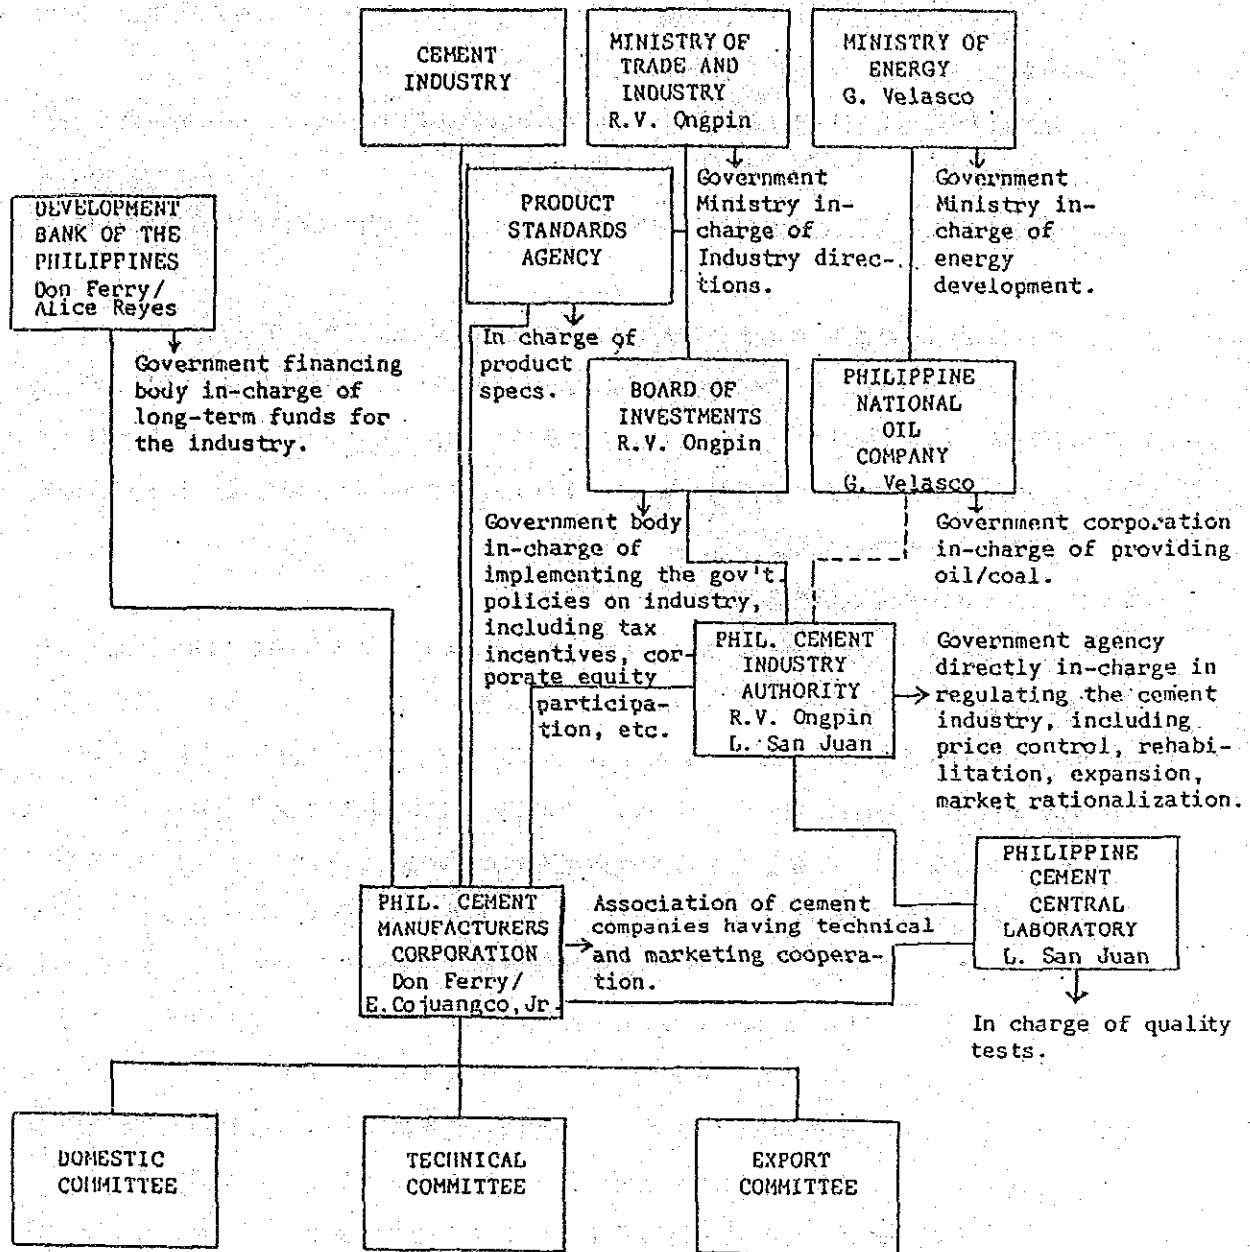 CEMENT
INDUSTRY
MINISTRY OF
TRADE AND
INDUSTRY
R.V. Ongpin
MINISTRY OF
ENERGY
G. Velasco
Government
Ministry in-
charge of
Industry direc-
tions.
Government
Ministry in-
charge of
energy
development.
PRODUCT
STANDARDS
AGENCY
In charge of
product
specs.
DEVELOPMENT
BANK OF THE
PHILIPPINES
Don Ferry/
Alice Reyes
Government financing
body in-charge of
long-term funds for
the industry.
BOARD OF
INVESTMENTS
R.V. Ongpin
PHILIPPINE
NATIONAL
OIL
COMPANY
G. Velasco
Government body
in-charge of
implementing the gov't.
policies on industry,
including tax
incentives, cor-
porate equity
participa-
tion, etc.
Government corporation
in-charge of providing
oil/coal.
PHIL. CEMENT
INDUSTRY
AUTHORITY
R.V. Ongpin
L. San Juan
Government agency
directly in-charge in
regulating the cement
industry, including
price control, rehabi-
litation, expansion,
market rationalization.
PHIL. CEMENT
MANUFACTURERS
CORPORATION
Don Ferry/
E.Cojuangco,Jr.
Association of cement
companies having technical
and marketing coopera-
tion.
PHILIPPINE
CEMENT
CENTRAL
LABORATORY
L. San Juan
In charge of quality
tests.
DOMESTIC
COMMITTEE
TECHNICAL
COMMITTEE
EXPORT
COMMITTEE